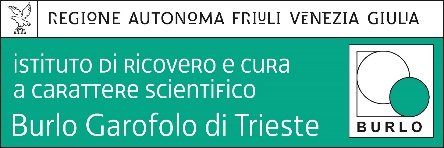 REGIONE AUTONOMA FRIULI VENEZIA GIULIA
ISTITUTO DI RICOVERO E CURA
A CARATTERE SCIENTIFICO
Burlo Garofolo di Trieste
BURLO